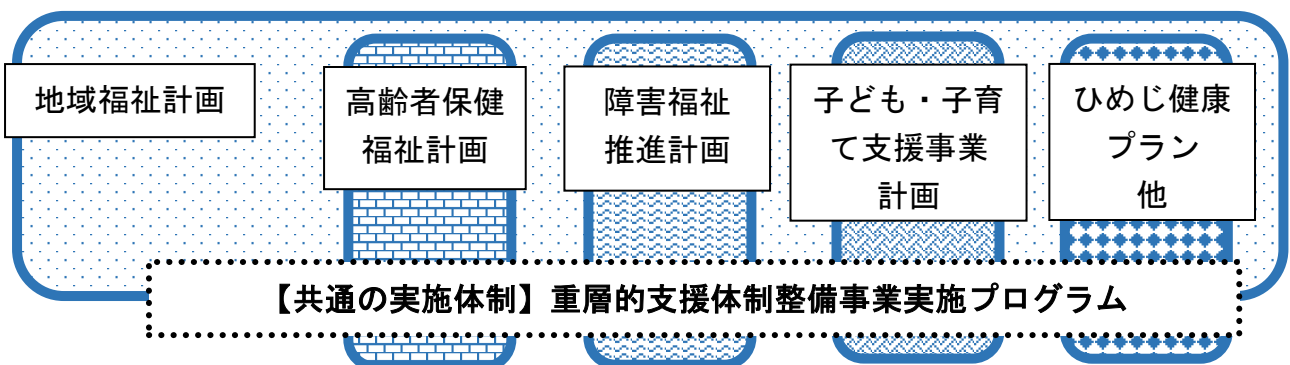 地域福祉計画
高齢者保健
福祉計画
障害福祉
推進計画
子ども・子育
て支援事業
計画
ひめじ健康
プラン
他
【共通の実施体制】重層的支援体制整備事業実施プログラム